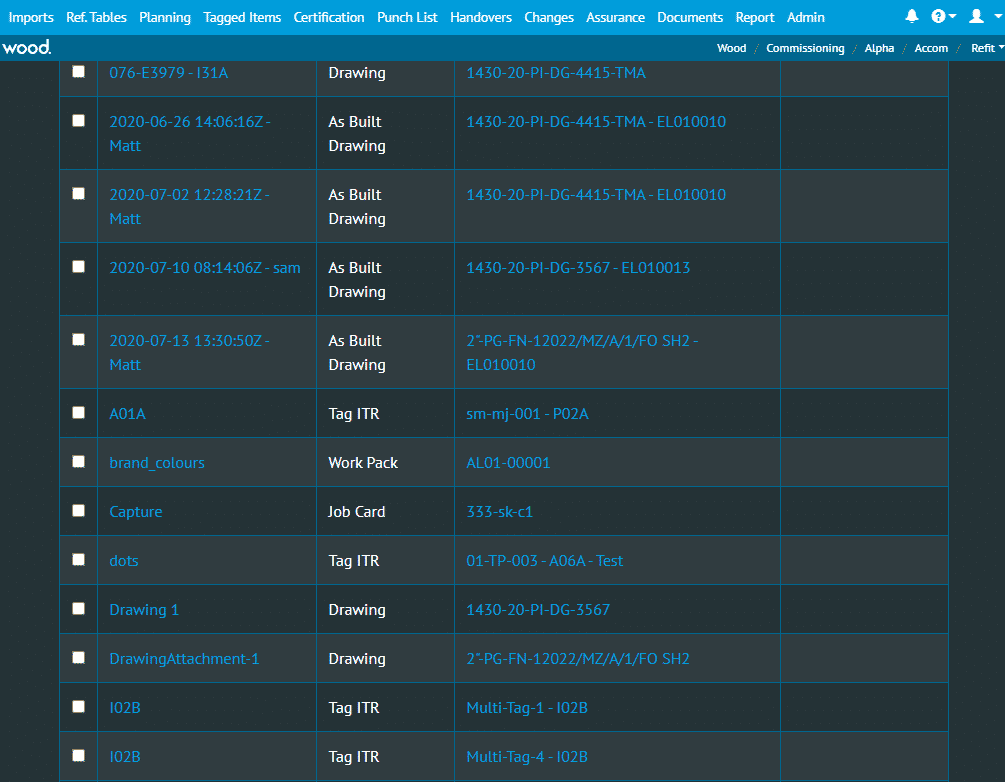 Imports Ref. Tables Planning Tagged Items Certification Punch List Handovers Changes Assurance Documents Report Admin ?
wood. Wood / Commissioning / Alpha / Accom / Refit
076-E3979 - I31A Drawing 1430-20-PI-DG-4415-TMA
2020-06-26 14:06:16Z - As Built 1430-20-PI-DG-4415-TMA - EL010010
Matt Drawing
2020-07-02 12:28:21Z - As Built 1430-20-PI-DG-4415-TMA - EL010010
Matt Drawing
2020-07-10 08:14:06Z - sam As Built 1430-20-PI-DG-3567 - EL010013
Drawing
2020-07-13 13:30:50Z - As Built 2"-PG-FN-12022/MZ/A/1/FO SH2 -
Matt Drawing EL010010
A01A Tag ITR sm-mj-001 - P02A
brand_colours Work Pack AL01-00001
Capture Job Card 333-sk-c1
dots Tag ITR 01-TP-003 - A06A - Test
Drawing 1 Drawing 1430-20-PI-DG-3567
DrawingAttachment-1 Drawing 2"-PG-FN-12022/MZ/A/1/FO SH2
I02B Tag ITR Multi-Tag-1 - I02B
I02B Tag ITR Multi-Tag-4 - I02B